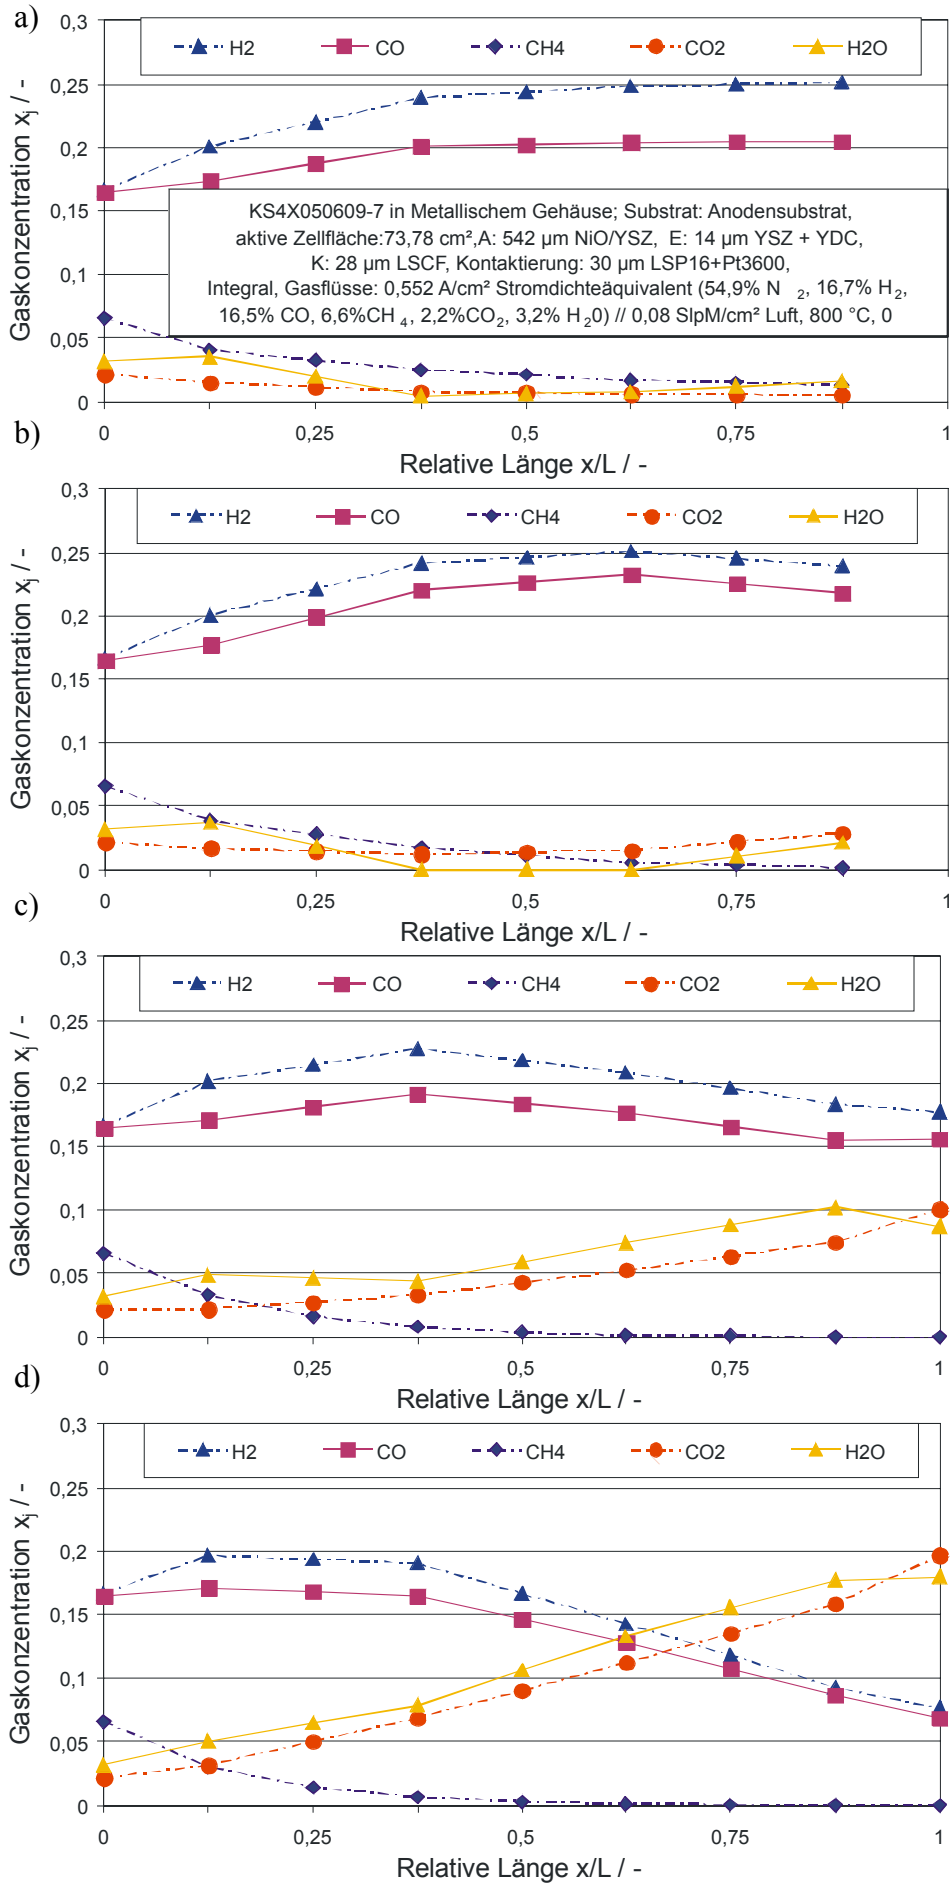 a)
0,3
0,25
0,2
0,15
0,1
0,05
0
Gaskonzentration xj / -
H2 CO CH4 CO2 H2O
KS4X050609-7 in Metallischem Gehäuse; Substrat: Anodensubstrat,
aktive Zellfläche:73,78 cm²,A: 542 µm NiO/YSZ, E: 14 µm YSZ + YDC,
K: 28 µm LSCF, Kontaktierung: 30 µm LSP16+Pt3600,
Integral, Gasflüsse: 0,552 A/cm² Stromdichteäquivalent (54,9% N 2, 16,7% H2,
16,5% CO, 6,6%CH 4, 2,2%CO2, 3,2% H20) // 0,08 SlpM/cm² Luft, 800 °C, 0
0 0,25 0,5 0,75 1
Relative Länge x/L / -
b)
0,3
0,25
0,2
0,15
0,1
0,05
0
Gaskonzentration xj / -
H2 CO CH4 CO2 H2O
0 0,25 0,5 0,75 1
Relative Länge x/L / -
c)
0,3
0,25
0,2
0,15
0,1
0,05
0
Gaskonzentration xj / -
H2 CO CH4 CO2 H2O
0 0,25 0,5 0,75 1
Relative Länge x/L / -
d)
0,3
0,25
0,2
0,15
0,1
0,05
0
Gaskonzentration xj / -
H2 CO CH4 CO2 H2O
0 0,25 0,5 0,75 1
Relative Länge x/L / -